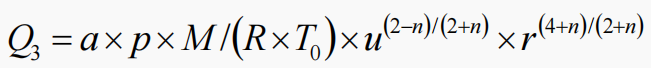 Q₃ = a × p × M/(R × T₀) × u^(2−n)/(2+n) × r^(4+n)/(2+n)